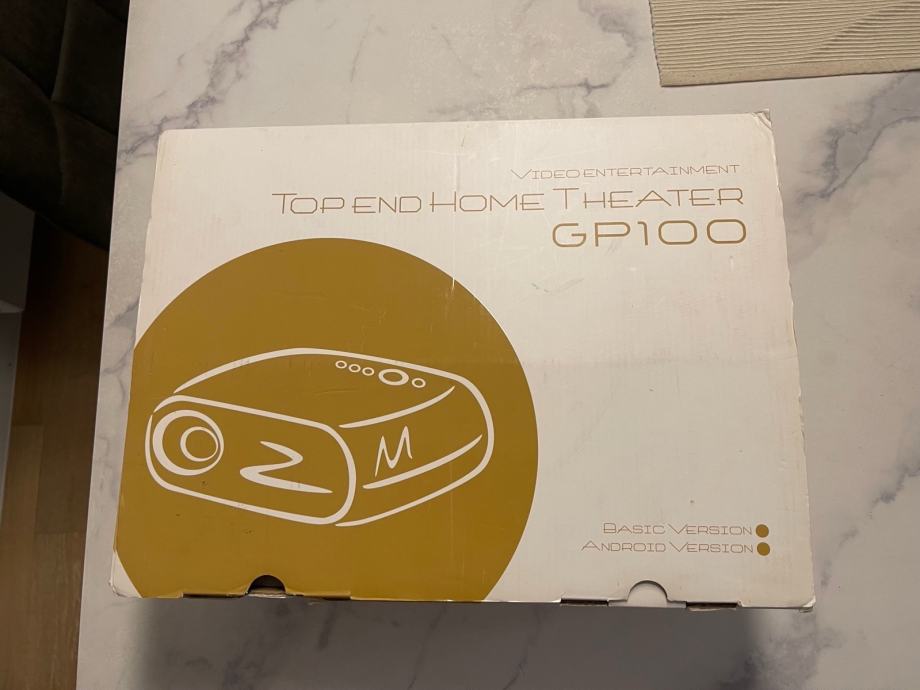 VIDEO ENTERTAINMENT
TOP END HOME THEATER
GP100
Z
M
BASIC VERSION
ANDROID VERSION